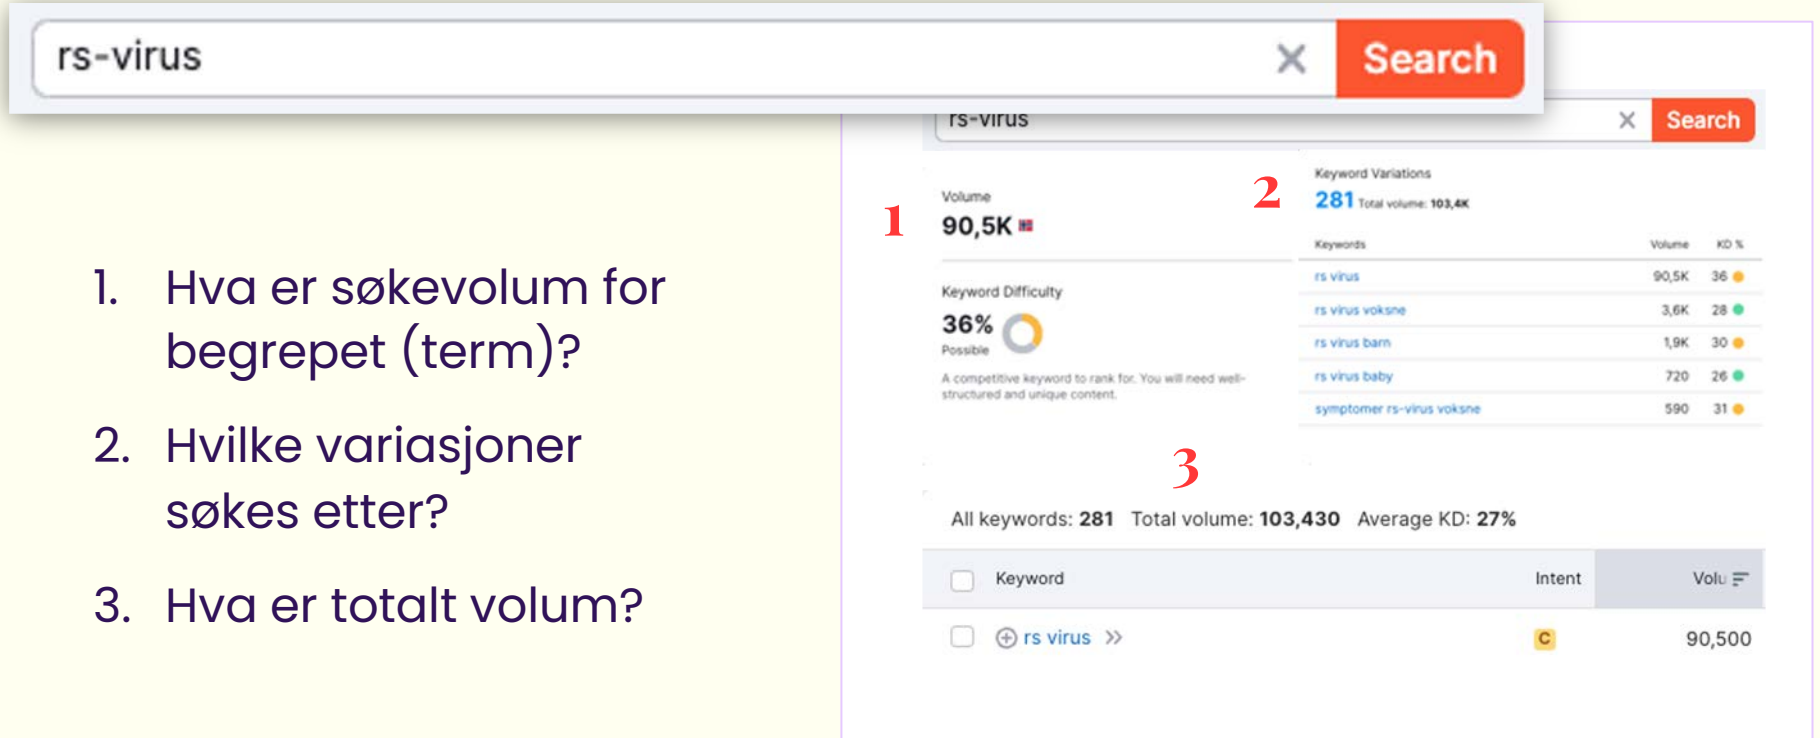 rs-virus
Search
1. Hva er søkevolum for
begrepet (term)?
2. Hvilke variasjoner
søkes etter?
3. Hva er totalt volum?
rs-virus
Search
1
Volume
90,5K
Keyword Difficulty
36%
Possible
A competitive keyword to rank for. You will need well-
structured and unique content.
2
Keyword Variations
281 Total volume: 103,4K
Keywords Volume KD %
rs virus 90,5K 36
rs virus voksne 3,6K 28
rs virus barn 1,9K 30
rs virus baby 720 26
symptomer rs-virus voksne 590 31
3
All keywords: 281 Total volume: 103,430 Average KD: 27%
Keyword Intent Volu
rs virus C 90,500